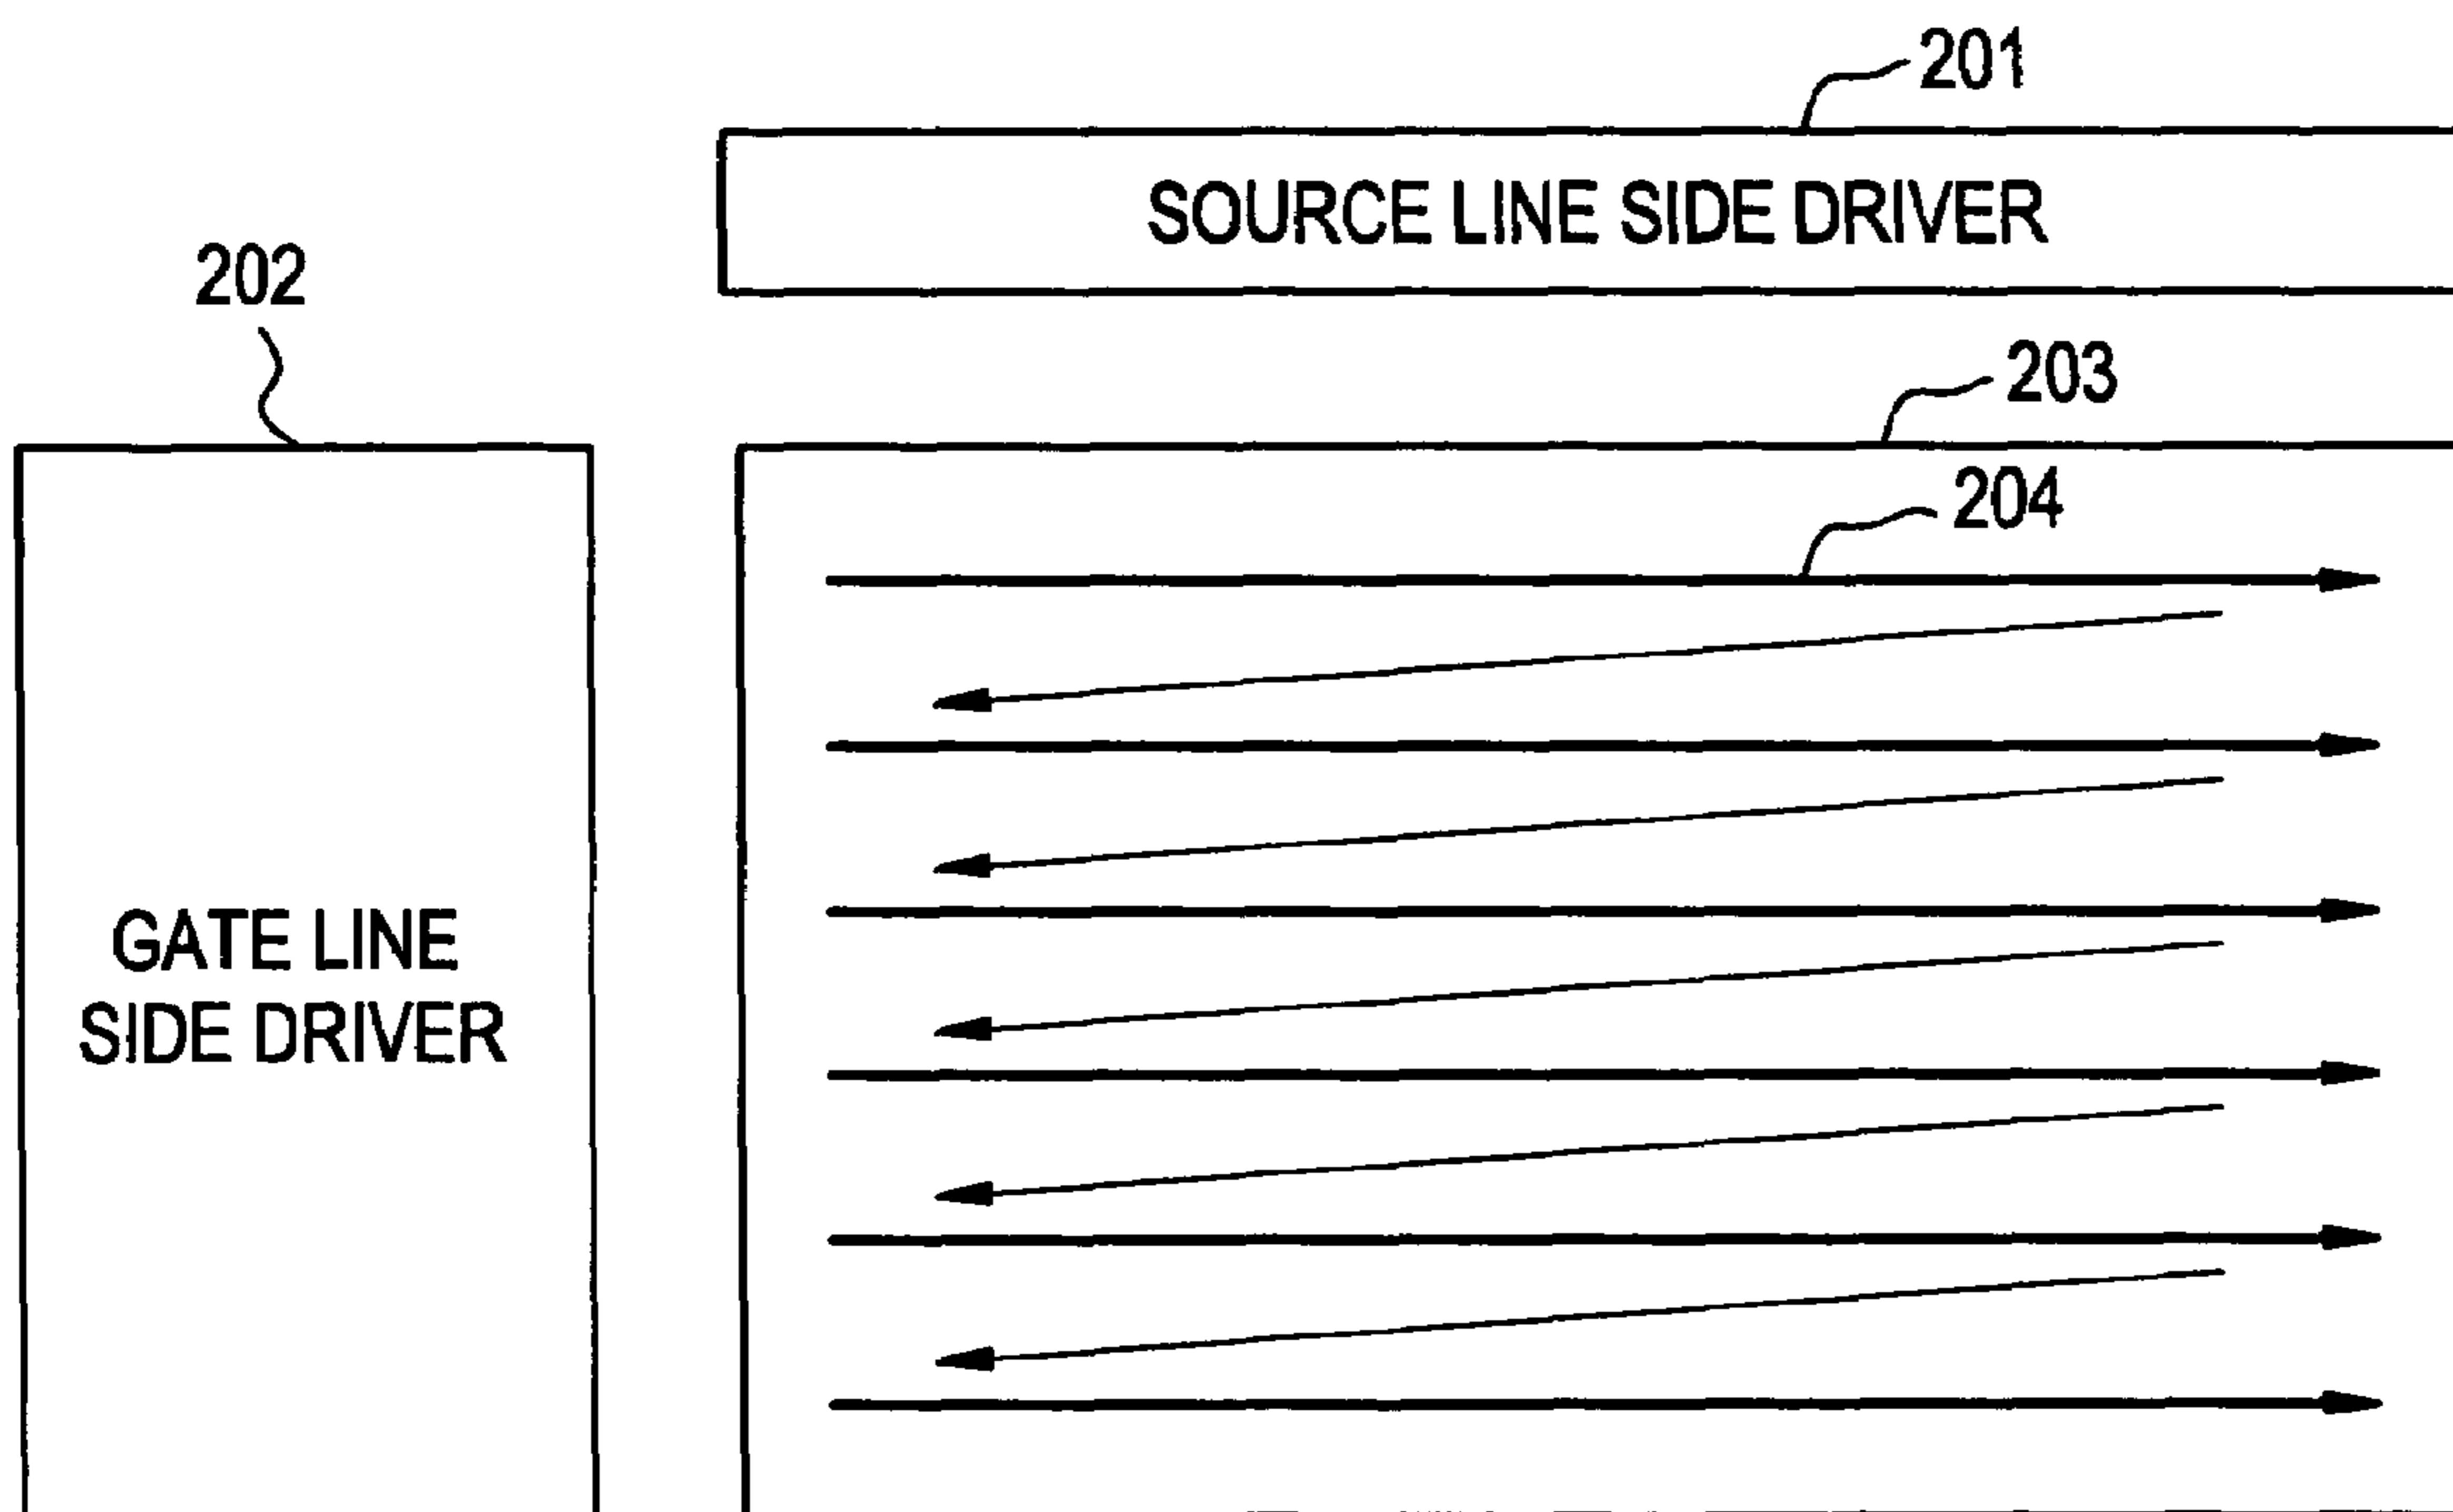 201
SOURCE LINE SIDE DRIVER
202
203
204
GATE LINE
SIDE DRIVER